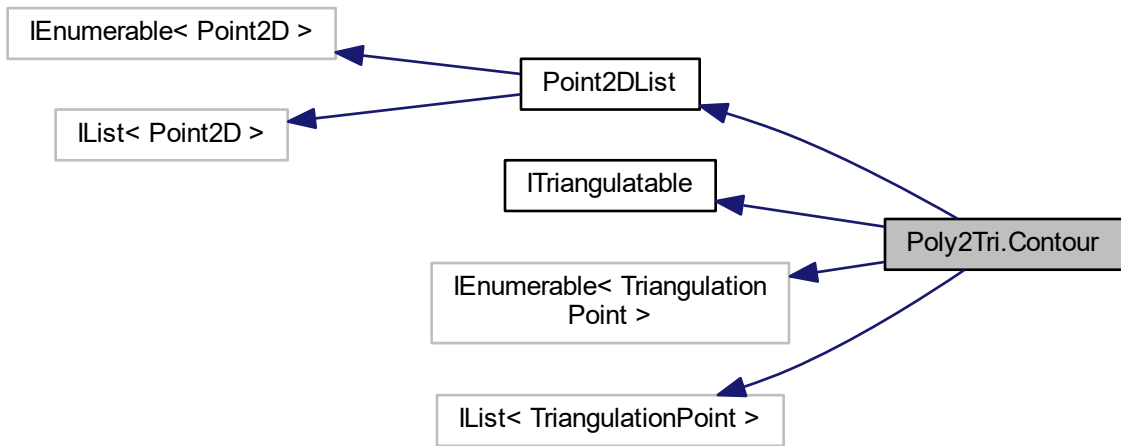 IEnumerable< Point2D >
Point2DList
IList< Point2D >
ITriangulatable
Poly2Tri.Contour
IEnumerable< Triangulation
Point >
IList< TriangulationPoint >